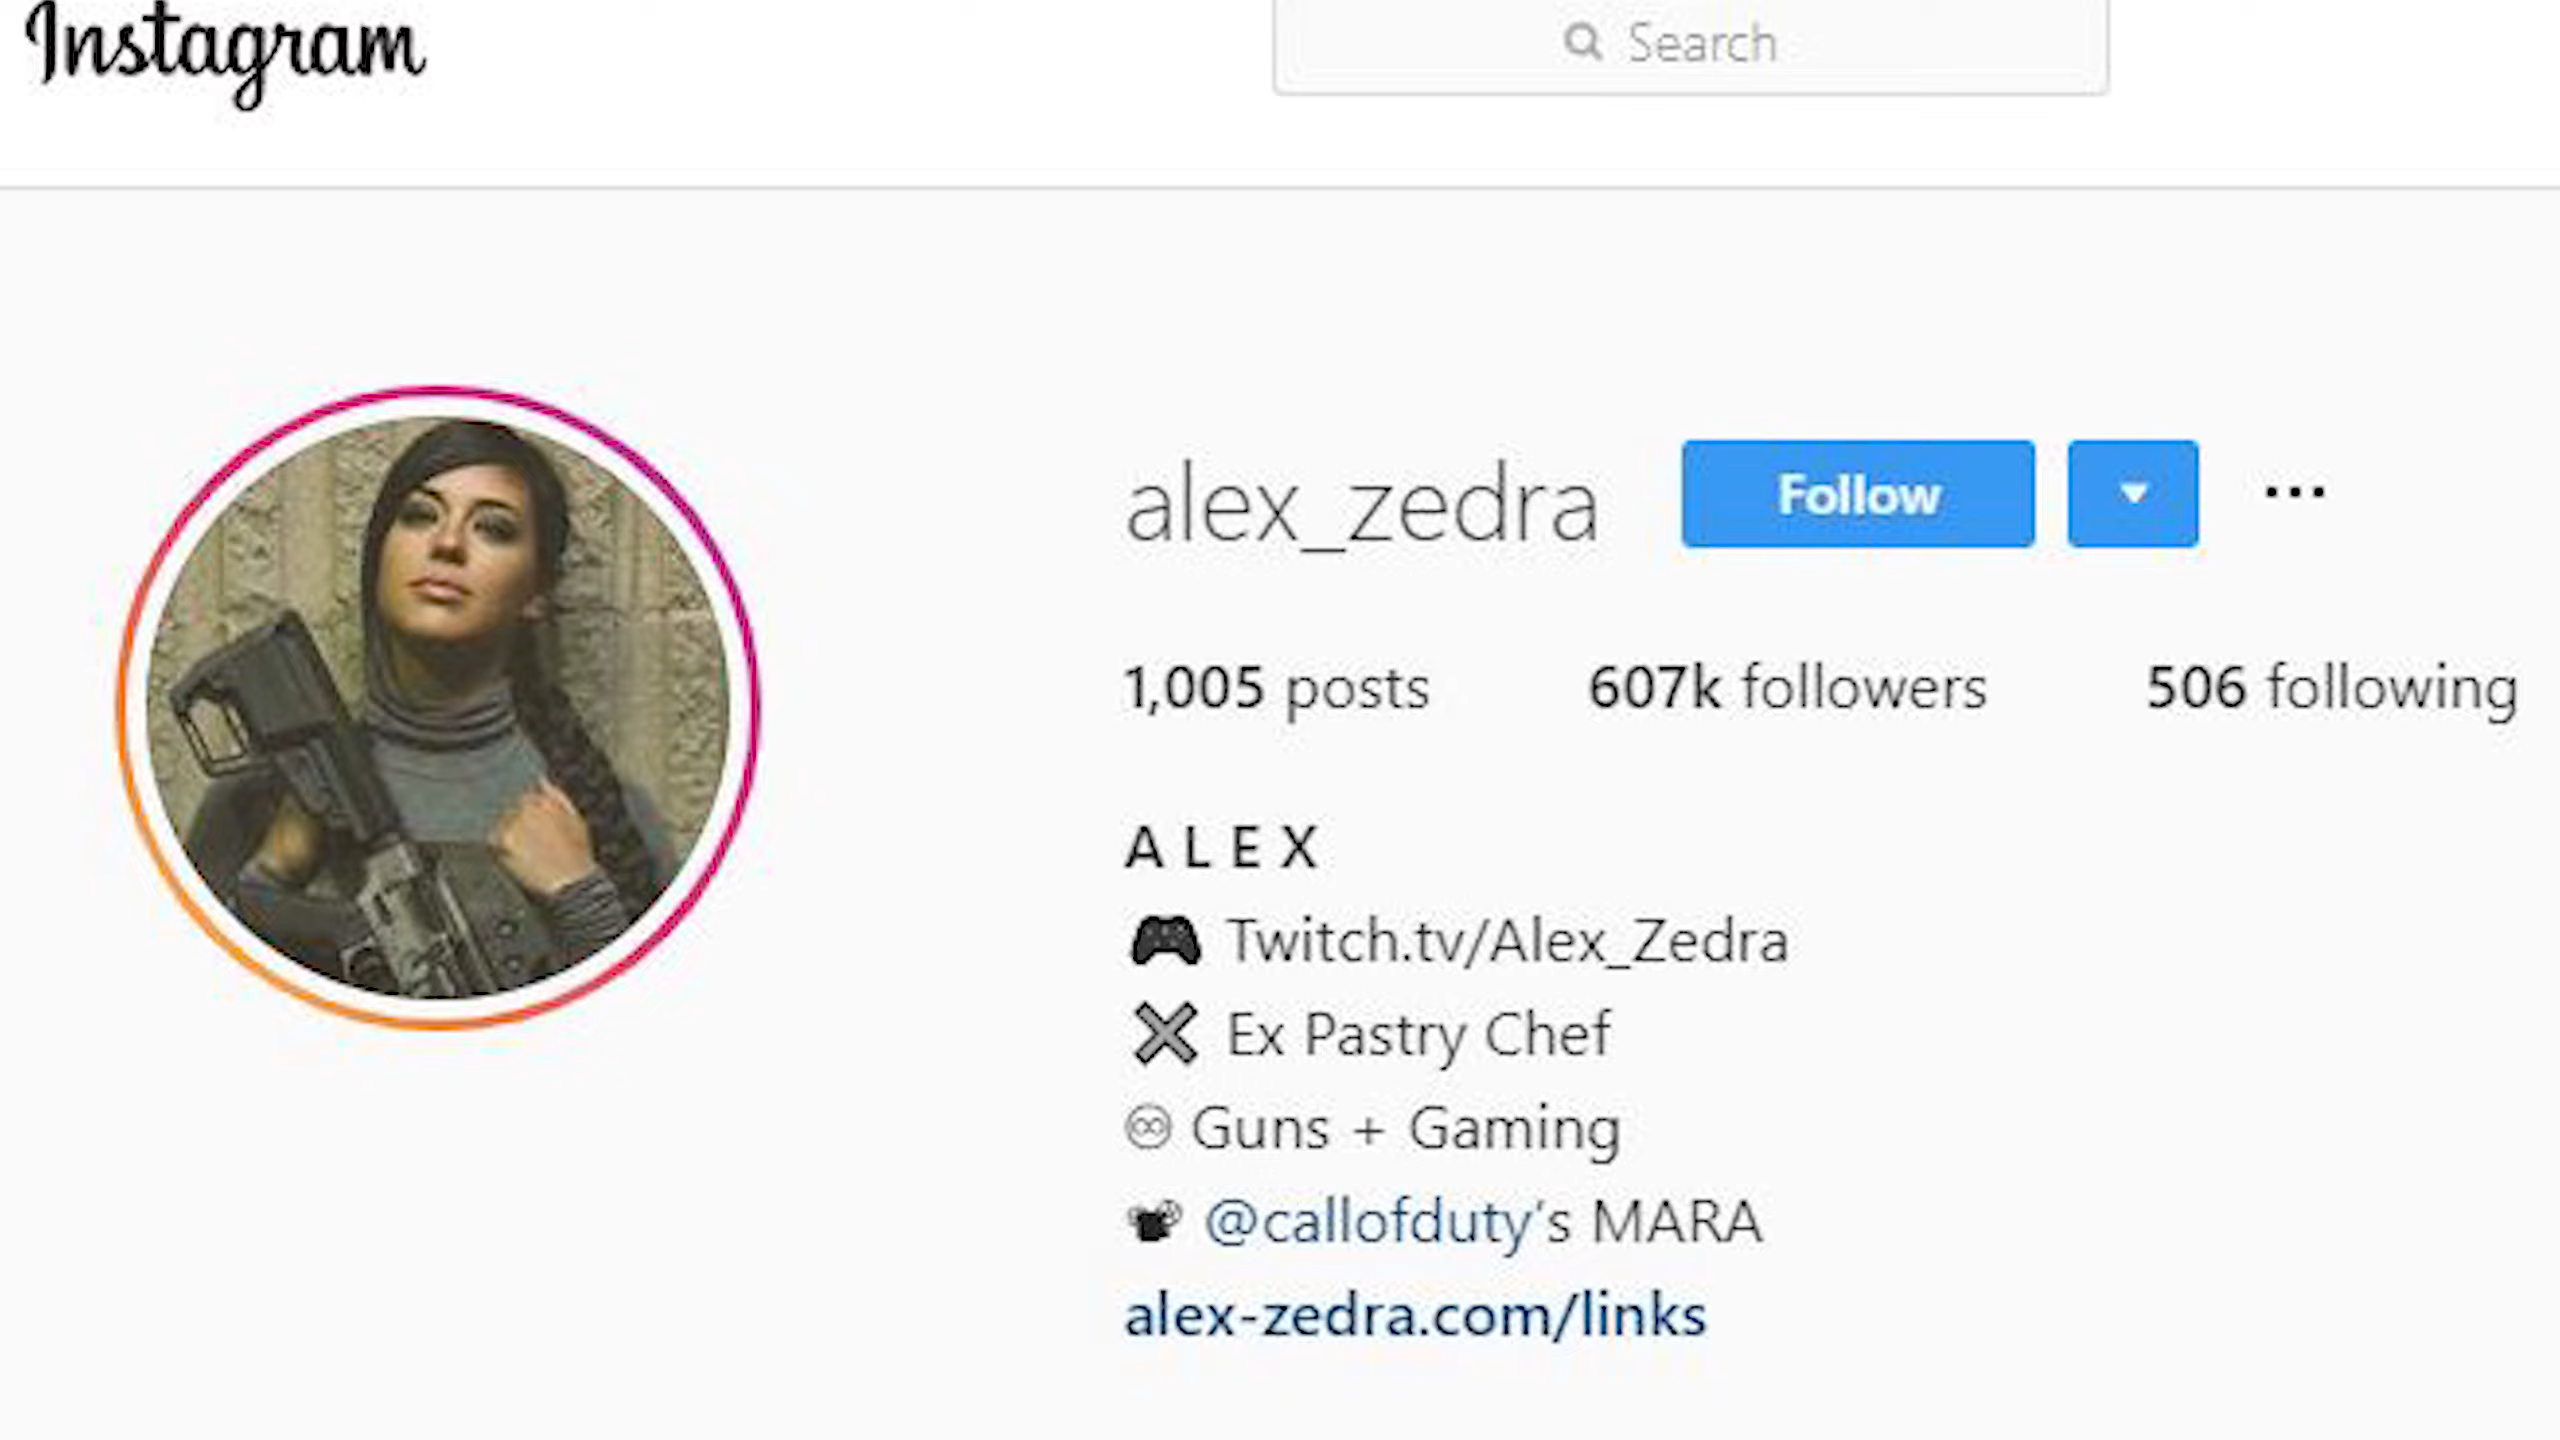 Instagram
Search
alex_zedra Follow
1,005 posts 607k followers 506 following
A L E X
Twitch.tv/Alex_Zedra
Ex Pastry Chef
Guns + Gaming
@callofduty's MARA
alex-zedra.com/links